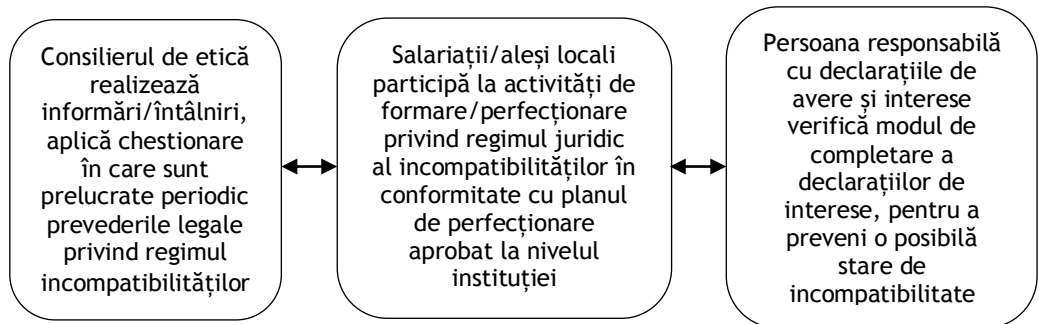 Consilierul de etică
realizează
informări/întâlniri,
aplică chestionare
în care sunt
prelucrate periodic
prevederile legale
privind regimul
incompatibilităților
Salariații/aleși locali
participă la activități de
formare/perfecționare
privind regimul juridic
al incompatibilităților în
conformitate cu planul
de perfecționare
aprobat la nivelul
instituției
Persoana responsabilă
cu declarațiile de
avere și interese
verifică modul de
completare a
declarațiilor de
interese, pentru a
preveni o posibilă
stare de
incompatibilitate